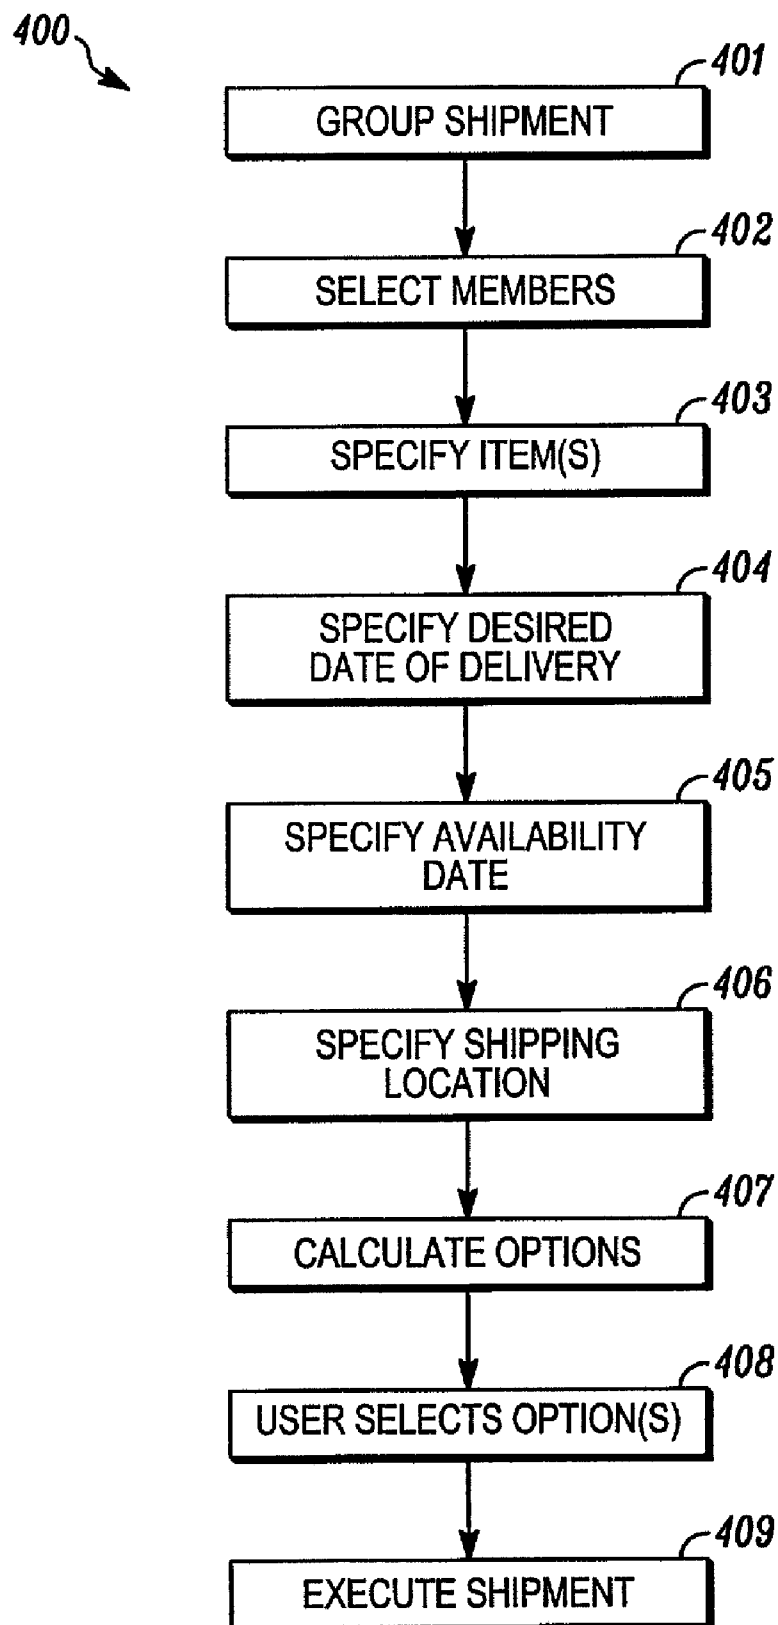 400
401
GROUP SHIPMENT
402
SELECT MEMBERS
403
SPECIFY ITEM(S)
404
SPECIFY DESIRED
DATE OF DELIVERY
405
SPECIFY AVAILABILITY
DATE
406
SPECIFY SHIPPING
LOCATION
407
CALCULATE OPTIONS
408
USER SELECTS OPTION(S)
409
EXECUTE SHIPMENT